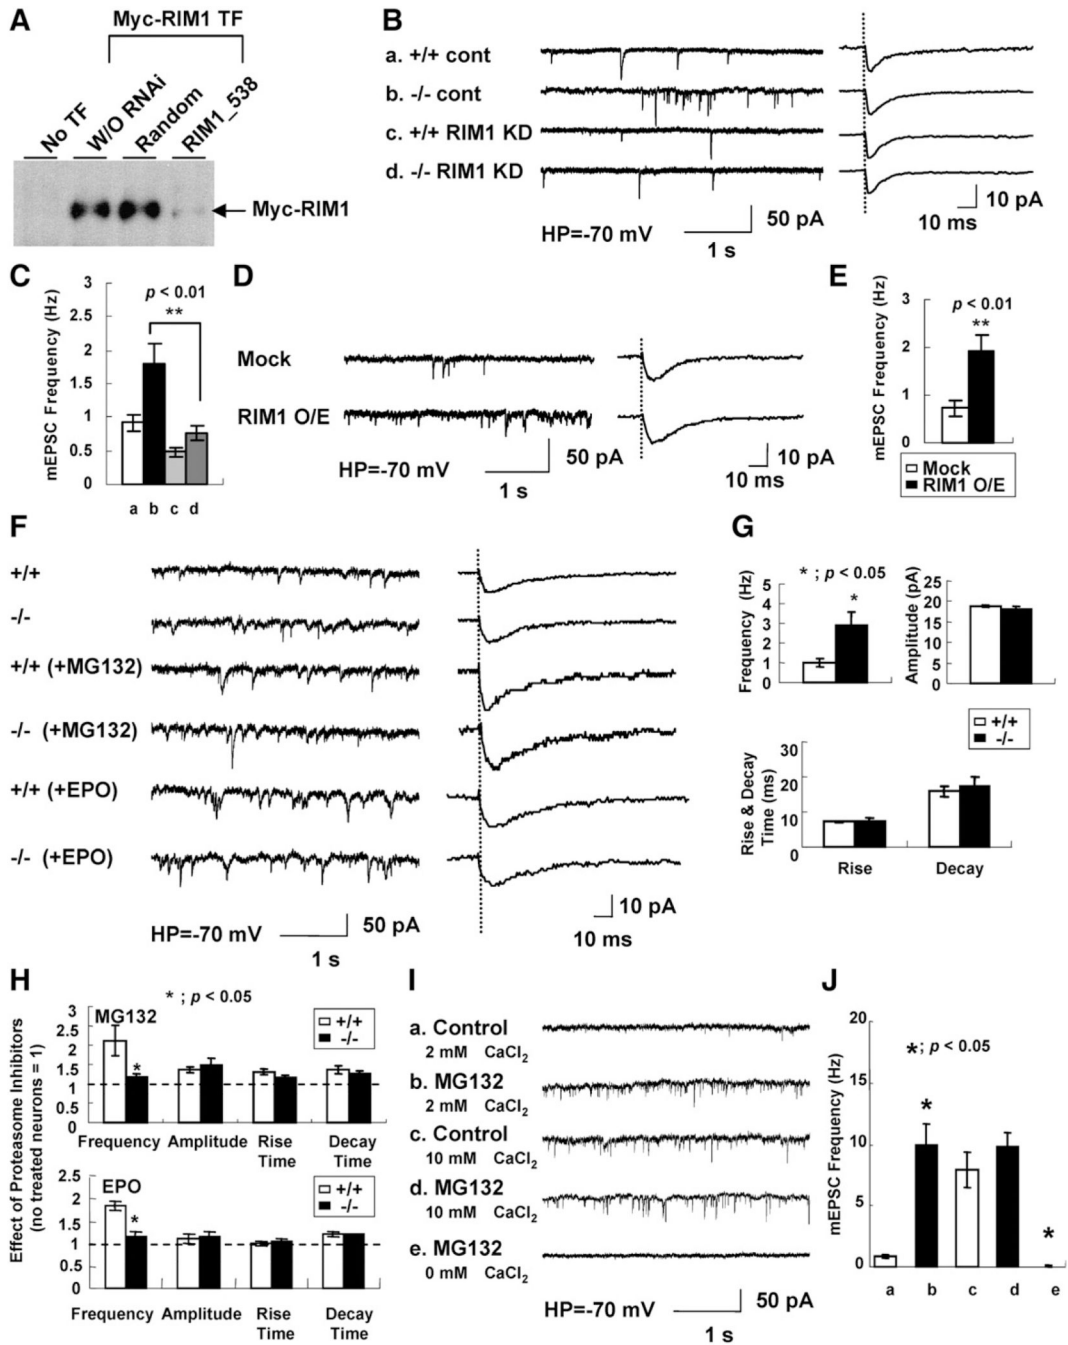 A
Myc-RIM1 TF
No TF
W/O RNAi
Random
RIM1_538
Myc-RIM1
B
a. +/+ cont
b. -/- cont
c. +/+ RIM1 KD
d. -/- RIM1 KD
HP=-70 mV
50 pA
1 s
10 pA
10 ms
C
mEPSC Frequency (Hz)
3
2.5
2
1.5
1
0.5
0
p < 0.01
**
a b c d
D
Mock
RIM1 O/E
HP=-70 mV
50 pA
1 s
10 pA
10 ms
E
mEPSC Frequency (Hz)
3
2
1
0
p < 0.01
**
Mock
RIM1 O/E
F
+/+
-/-
+/+ (+MG132)
-/- (+MG132)
+/+ (+EPO)
-/- (+EPO)
HP=-70 mV
50 pA
1 s
10 pA
10 ms
G
* ; p < 0.05
Frequency (Hz)
5
4
3
2
1
0
*
Amplitude (pA)
25
20
15
10
5
0
+/+
-/-
Rise & Decay
Time (ms)
30
20
10
0
Rise
Decay
H
Effect of Proteasome Inhibitors
(no treated neurons = 1)
* ; p < 0.05
MG132
3
2.5
2
1.5
1
0.5
0
*
+/+
-/-
Frequency Amplitude Rise Decay
Time Time
EPO
2.5
2
1.5
1
0.5
0
*
+/+
-/-
Frequency Amplitude Rise Decay
Time Time
I
a. Control
2 mM CaCl2
b. MG132
2 mM CaCl2
c. Control
10 mM CaCl2
d. MG132
10 mM CaCl2
e. MG132
0 mM CaCl2
HP=-70 mV
50 pA
1 s
J
mEPSC Frequency (Hz)
20
15
10
5
0
*; p < 0.05
*
*
a b c d e